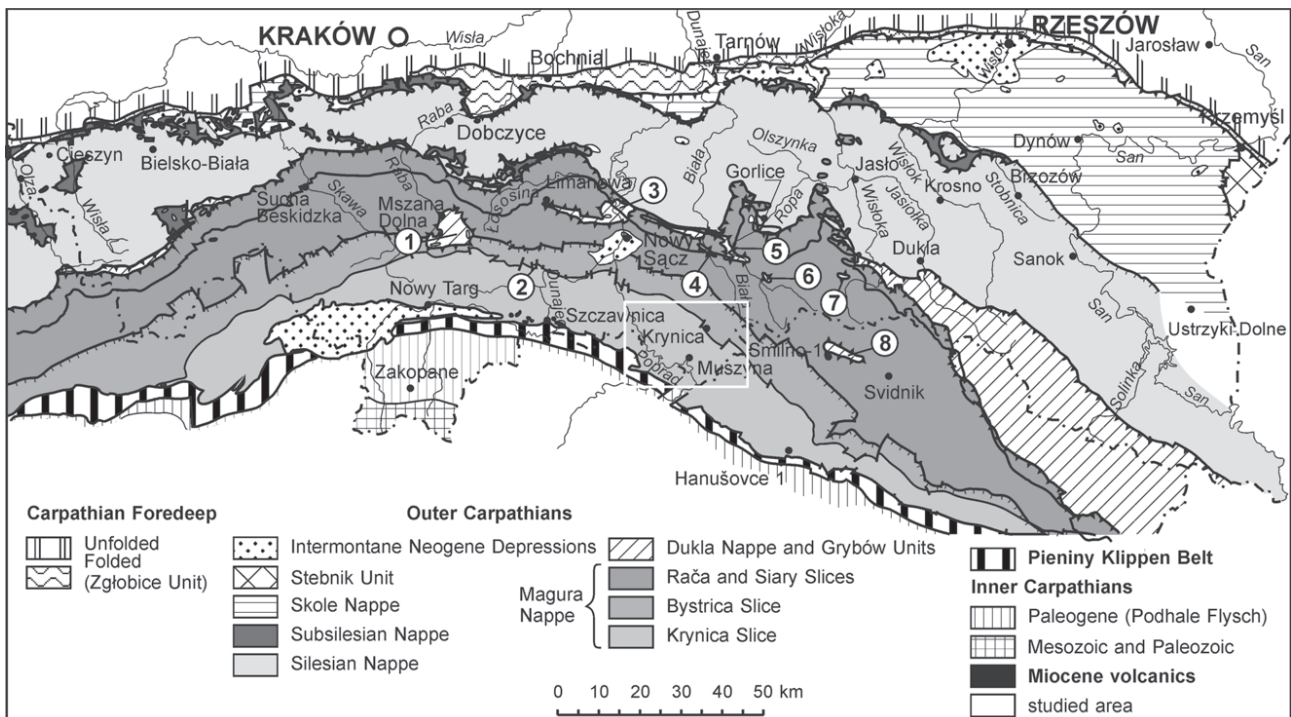 KRAKÓW
Wisła
Dunajec
Tarnów
Wisłoka
RZESZÓW
Jarosław
San
Bochnia
Wisłok
Raba
Dobczyce
Cieszyn
Bielsko-Biała
Olza
Wisła
Biała
Olszynka
Jasło
Wisłok
Krosno
Stobnica
Dynów
San
Brzozów
Przemyśl
Gorlice
Ropa
Wisłoka
Jasiołka
Dukla
Sanok
San
Ustrzyki-Dolne
Solinka
San
Sucha
Beskidzka
Skawa
Raba
Mszana
Dolna
Łososina
Limanowa
Nowy
Sącz
Biała
1
2
3
4
5
6
7
8
Nowy Targ
Dunajec
Szczawnica
Krynica
Muszyna
Poprad
Smilno-1
Svidnik
Zakopane
Hanušovce 1
Carpathian Foredeep
Unfolded
Folded
(Zgłobice Unit)
Outer Carpathians
Intermontane Neogene Depressions
Stebnik Unit
Skole Nappe
Subsilesian Nappe
Silesian Nappe
Dukla Nappe and Grybów Units
Magura
Nappe
Rača and Siary Slices
Bystrica Slice
Krynica Slice
Pieniny Klippen Belt
Inner Carpathians
Paleogene (Podhale Flysch)
Mesozoic and Paleozoic
Miocene volcanics
studied area
0 10 20 30 40 50 km